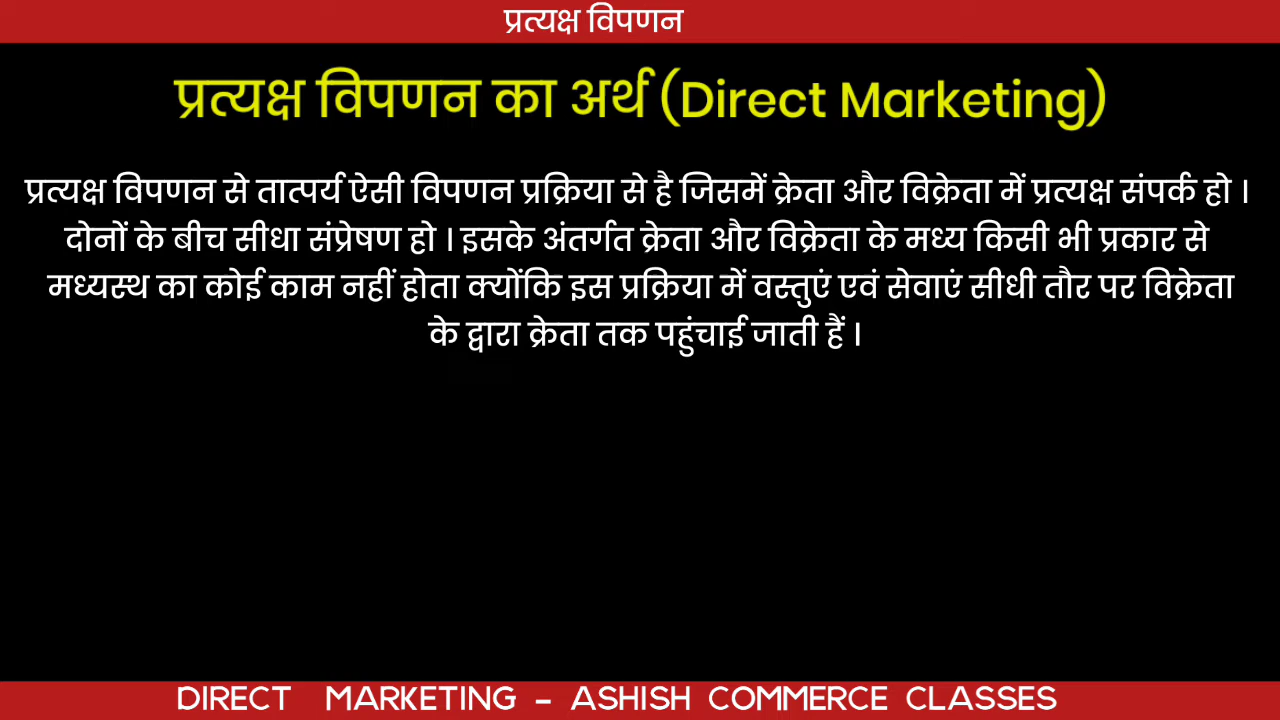 प्रत्यक्ष विपणन
प्रत्यक्ष विपणन का अर्थ (Direct Marketing)
प्रत्यक्ष विपणन से तात्पर्य ऐसी विपणन प्रक्रिया से है जिसमें क्रेता और विक्रेता में प्रत्यक्ष संपर्क हो ।
दोनों के बीच सीधा संप्रेषण हो । इसके अंतर्गत क्रेता और विक्रेता के मध्य किसी भी प्रकार से
मध्यस्थ का कोई काम नहीं होता क्योंकि इस प्रक्रिया में वस्तुएं एवं सेवाएं सीधी तौर पर विक्रेता
के द्वारा क्रेता तक पहुंचाई जाती हैं ।
DIRECT MARKETING - ASHISH COMMERCE CLASSES